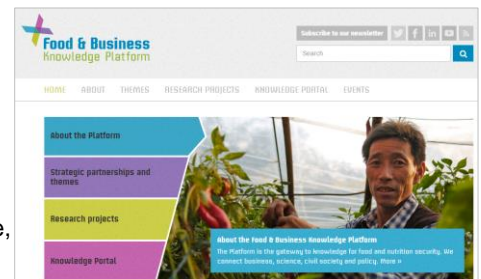 Food & Business
Knowledge Platform
Subscribe to our newsletter
Search
HOME ABOUT THEMES RESEARCH PROJECTS KNOWLEDGE PORTAL EVENTS
About the Platform
Strategic partnerships and
themes
Research projects
Knowledge Portal
About the Food & Business Knowledge Platform
The Platform is the gateway to knowledge for food and nutrition security. We
connect business, science, civil society and policy. More »
e,